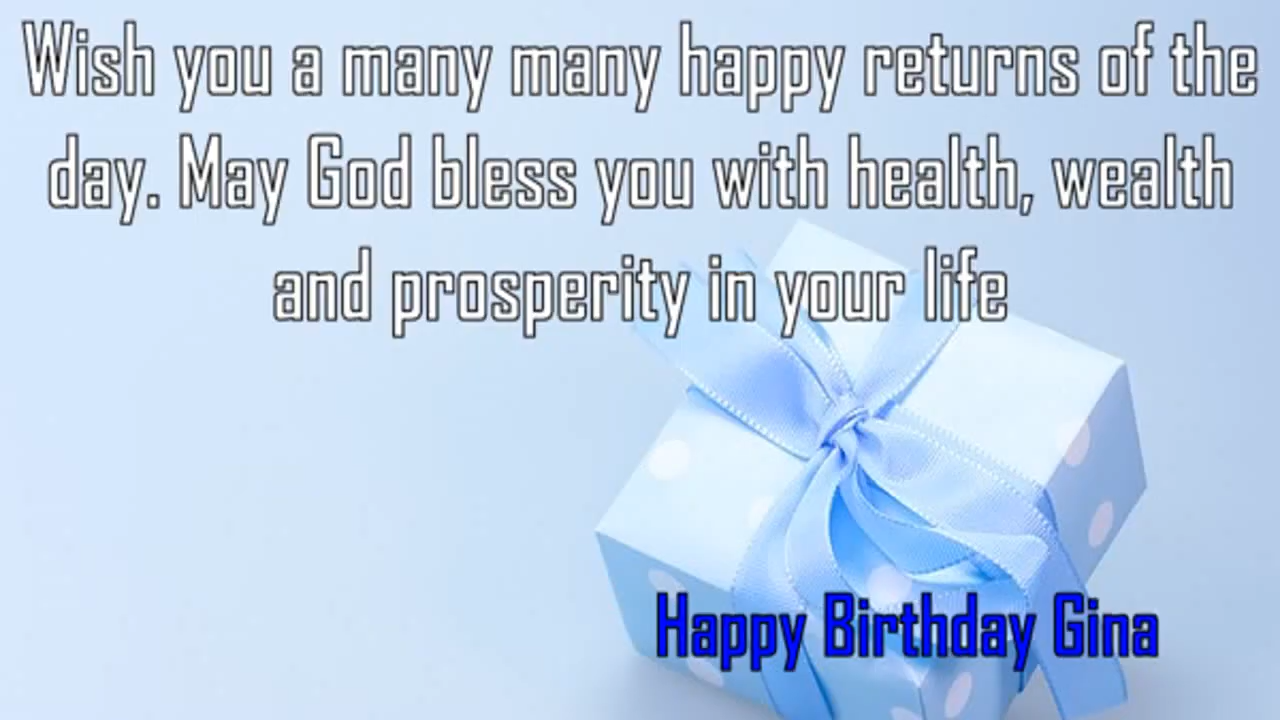 Wish you a many many happy returns of the
day. May God bless you with health, wealth
and prosperity in your life
Happy Birthday Gina